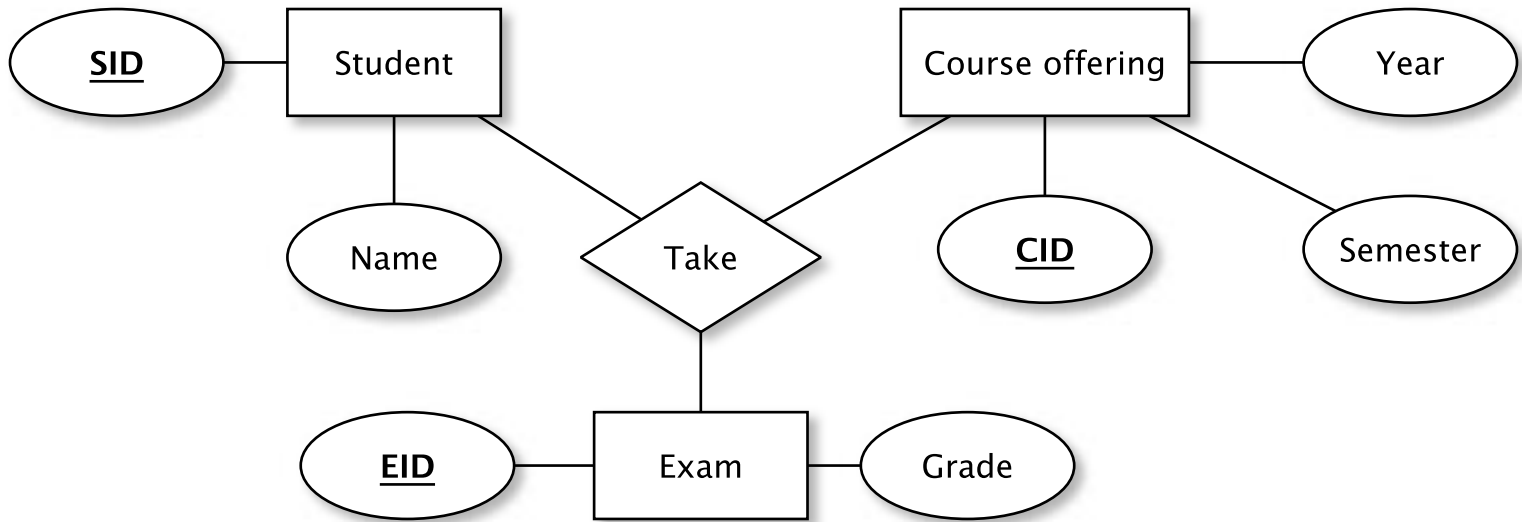 SID
Student
Course offering
Year
Name
Take
CID
Semester
EID
Exam
Grade